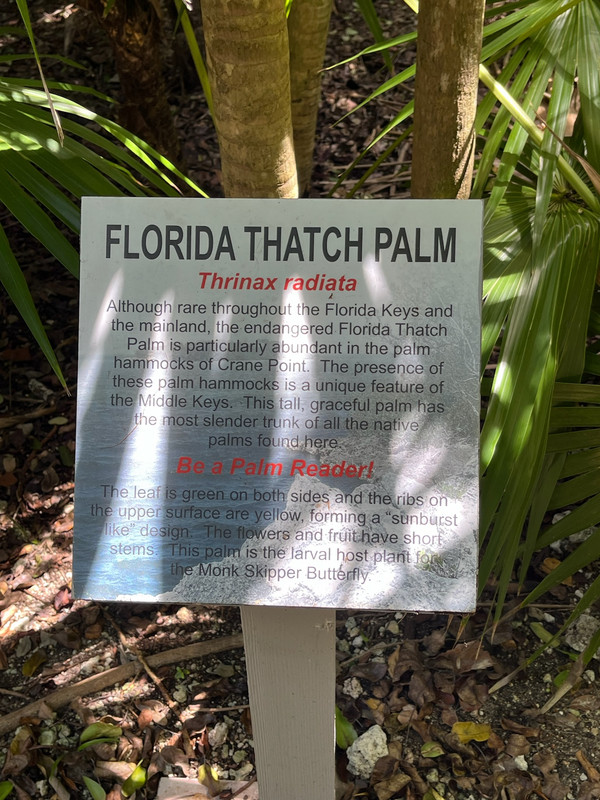 FLORIDA THATCH PALM
Thrinax radiata
Although rare throughout the Florida Keys and
the mainland, the endangered Florida Thatch
Palm is particularly abundant in the palm
hammocks of Crane Point. The presence of
these palm hammocks is a unique feature of
the Middle Keys. This tall, graceful palm has
the most slender trunk of all the native
palms found here.
Be a Palm Reader!
The leaf is green on both sides and the ribs on
the upper surface are yellow, forming a "sunburst
like" design. The flowers and fruit have short
stems. This palm is the larval host plant for
the Monk Skipper Butterfly.